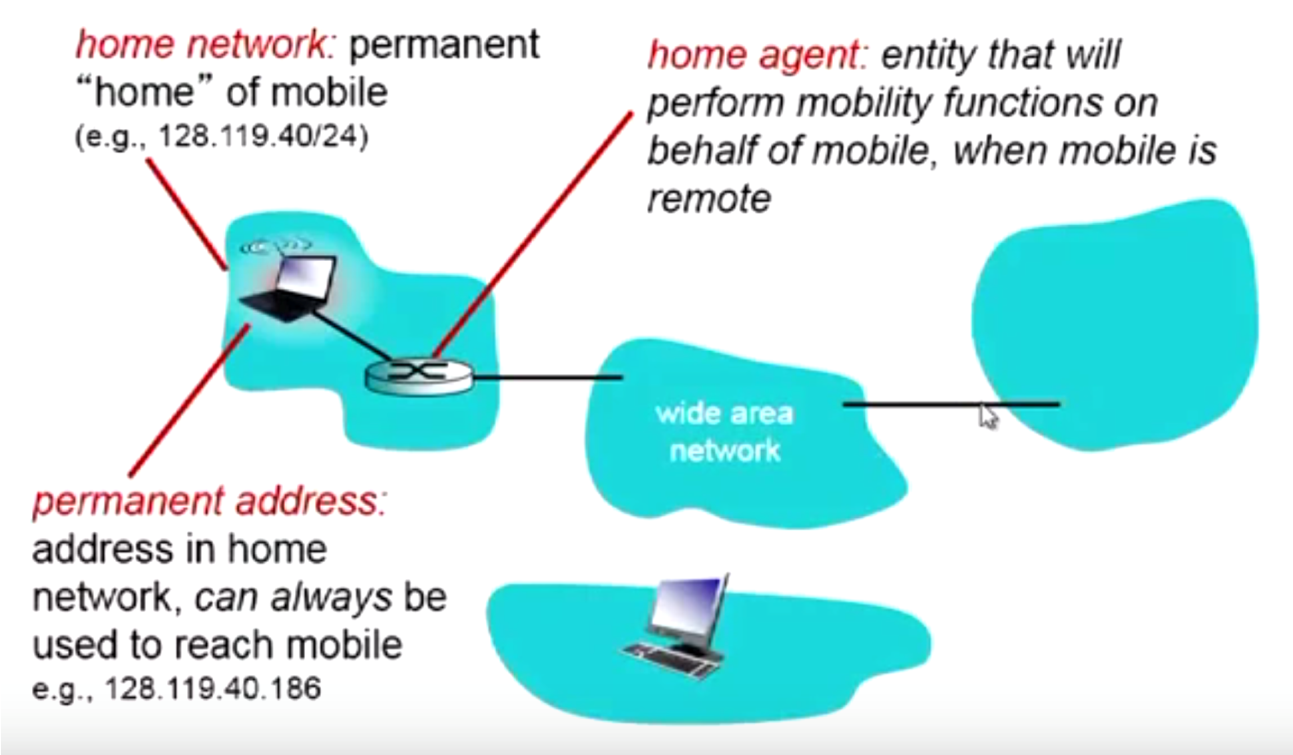 home network: permanent
“home” of mobile
(e.g., 128.119.40/24)
home agent: entity that will
perform mobility functions on
behalf of mobile, when mobile is
remote
wide area
network
permanent address:
address in home
network, can always be
used to reach mobile
e.g., 128.119.40.186